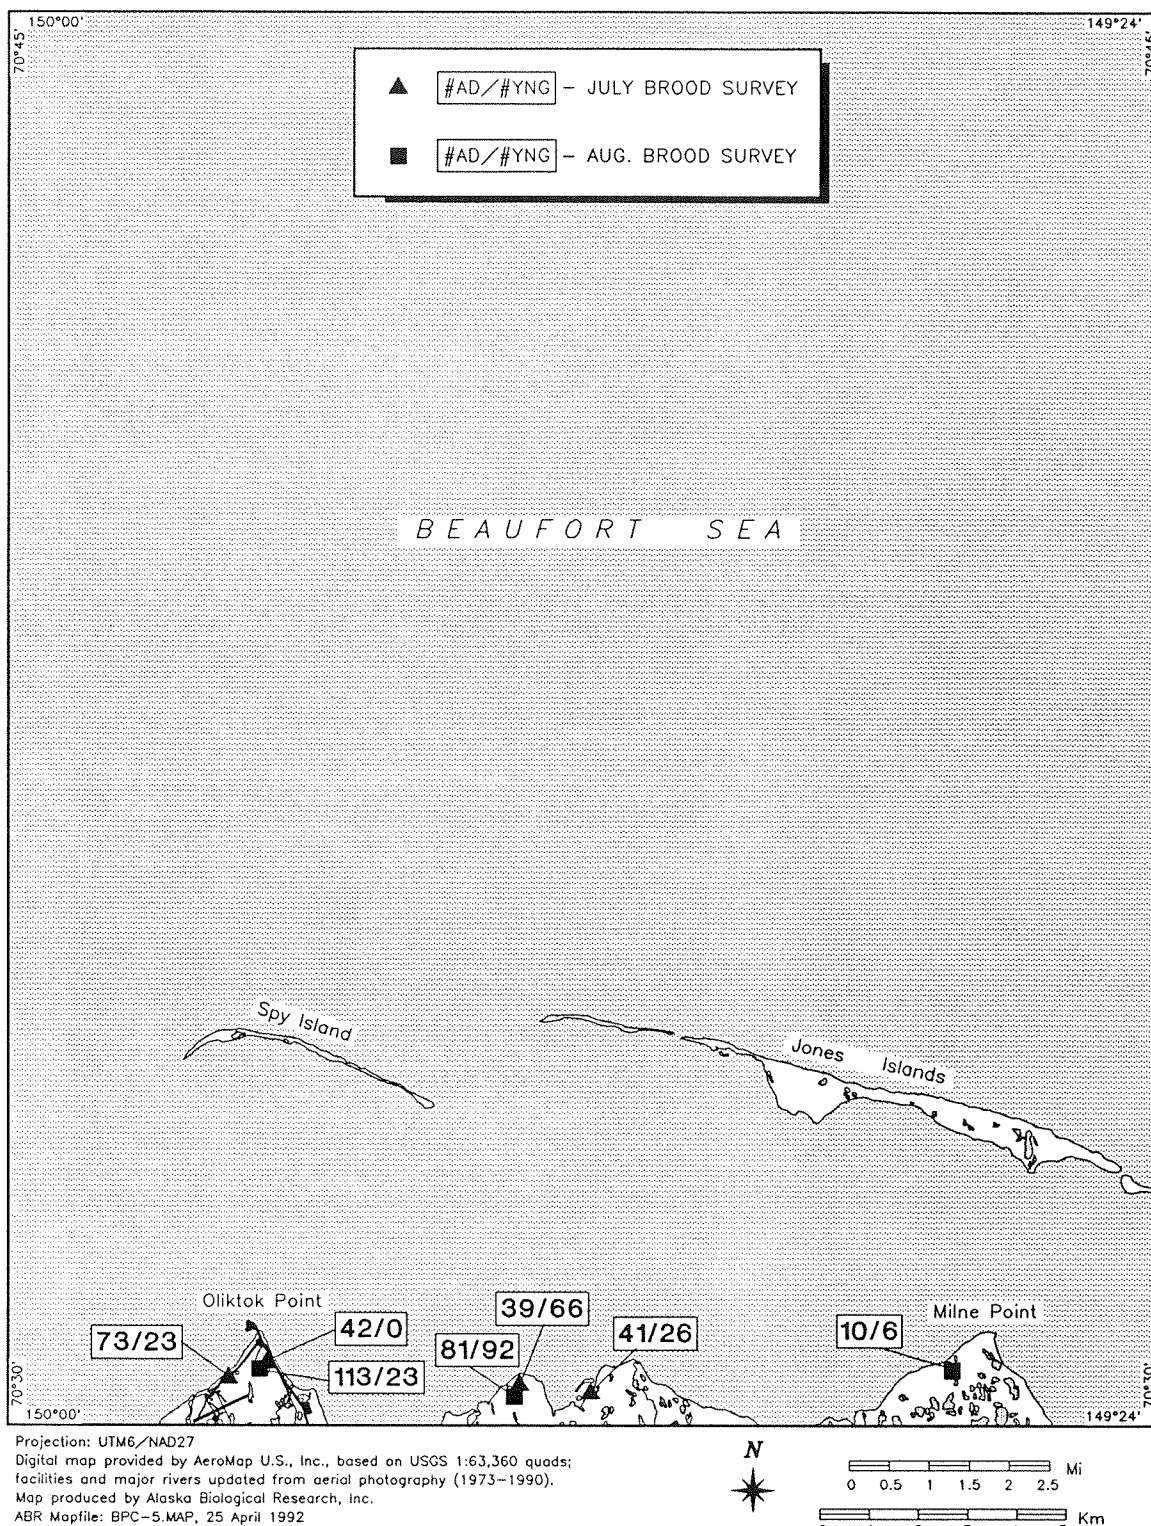 150°00'
149°24'
70°45'
70°45'
#AD/#YNG - JULY BROOD SURVEY
#AD/#YNG - AUG. BROOD SURVEY
BEAUFORT SEA
Spy Island
Jones Islands
Oliktok Point
39/66
Milne Point
73/23
42/0
81/92
41/26
10/6
113/23
70°30'
70°30'
150°00'
149°24'
Projection: UTM6/NAD27
Digital map provided by AeroMap U.S., Inc., based on USGS 1:63,360 quads;
facilities and major rivers updated from aerial photography (1973-1990).
Map produced by Alaska Biological Research, Inc.
ABR Mapfile: BPC-5.MAP, 25 April 1992
N
Mi
0 0.5 1 1.5 2 2.5
Km